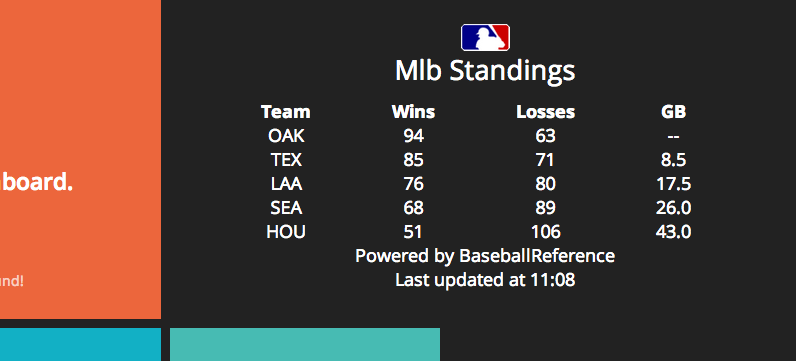 Mlb Standings
Team Wins Losses GB
OAK 94 63 --
TEX 85 71 8.5
LAA 76 80 17.5
SEA 68 89 26.0
HOU 51 106 43.0
Powered by BaseballReference
Last updated at 11:08
board.
und!